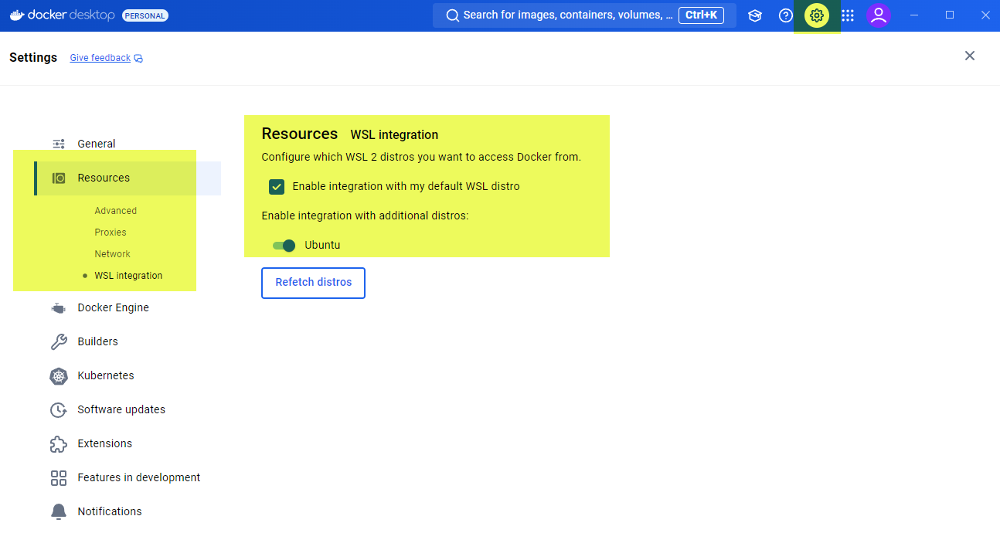 docker desktop PERSONAL
Search for images, containers, volumes, ... Ctrl+K
Settings Give feedback
General
Resources
Advanced
Proxies
Network
WSL integration
Docker Engine
Builders
Kubernetes
Software updates
Extensions
Features in development
Notifications
Resources WSL integration
Configure which WSL 2 distros you want to access Docker from.
Enable integration with my default WSL distro
Enable integration with additional distros:
Ubuntu
Refetch distros